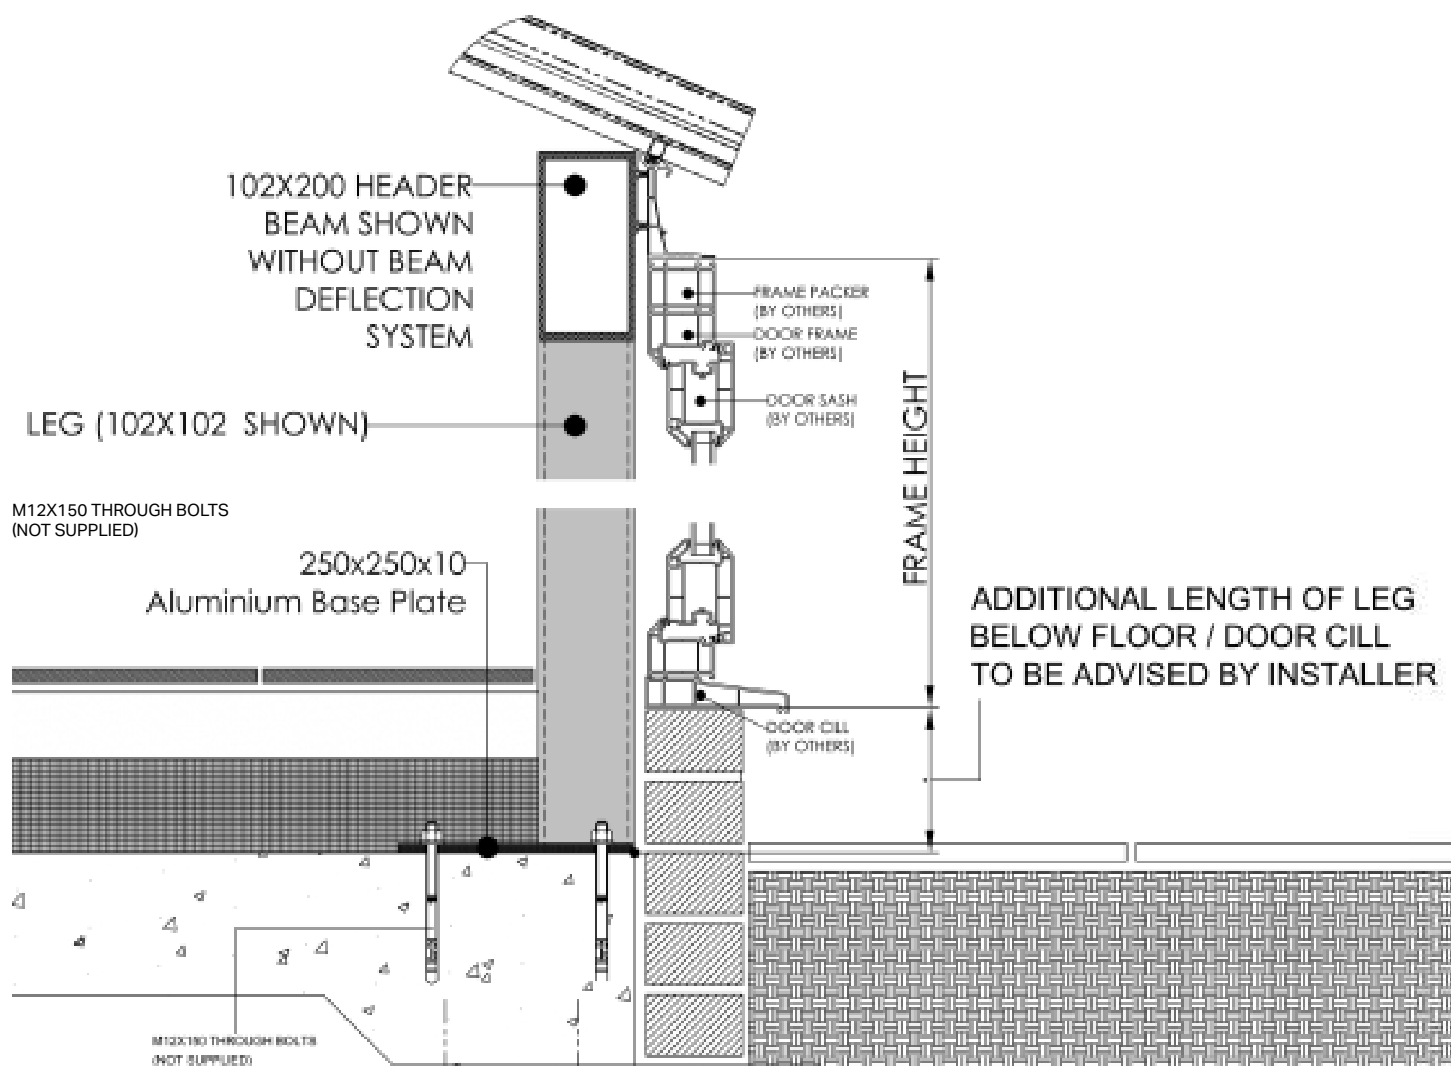 102X200 HEADER
BEAM SHOWN
WITHOUT BEAM
DEFLECTION
SYSTEM
FRAME PACKER
(BY OTHERS)
DOOR FRAME
(BY OTHERS)
DOOR SASH
(BY OTHERS)
LEG (102X102 SHOWN)
FRAME HEIGHT
M12X150 THROUGH BOLTS
(NOT SUPPLIED)
250x250x10
Aluminium Base Plate
ADDITIONAL LENGTH OF LEG
BELOW FLOOR / DOOR CILL
TO BE ADVISED BY INSTALLER
DOOR CILL
(BY OTHERS)
M12X150 THROUGH BOLTS
(NOT SUPPLIED)